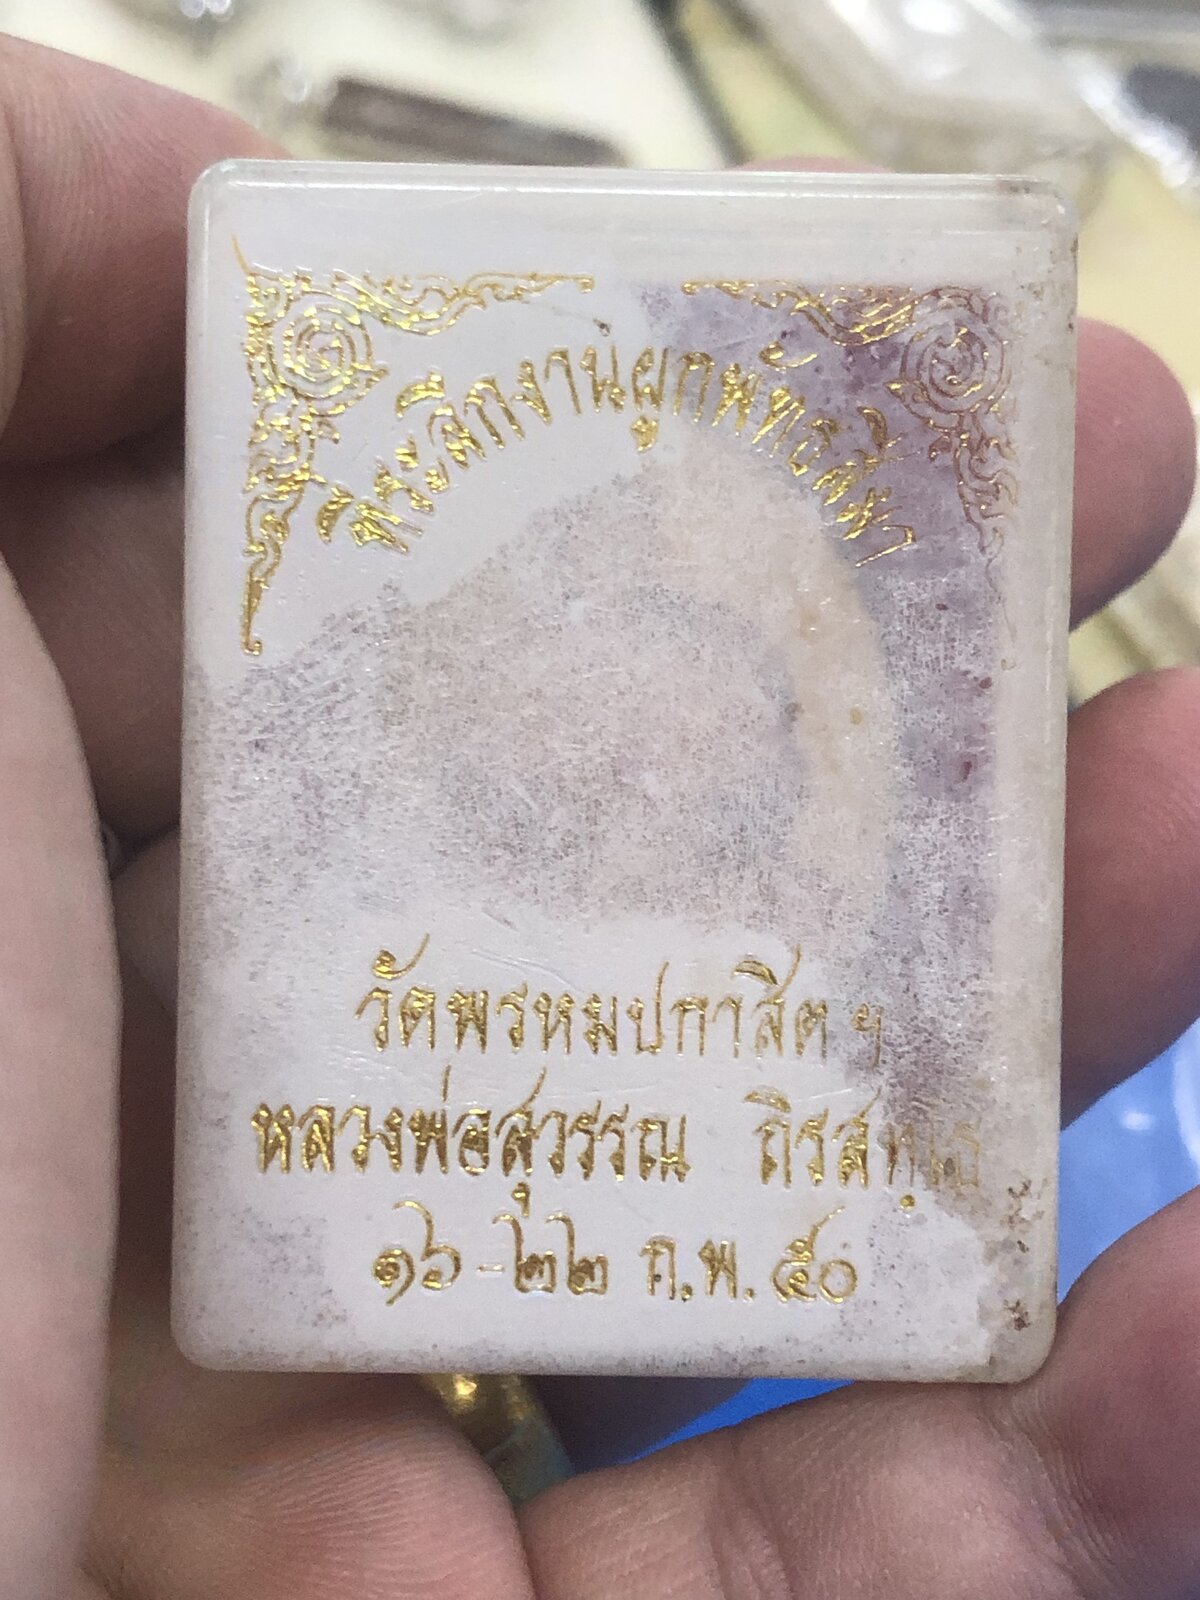 ที่ระลึกงานผูกพัทธสีมา
วัดพรหมปกาสิตฯ
หลวงพ่อสุวรรณ ถิรสทฺโธ
๑๖-๒๒ ก.พ. ๕๐